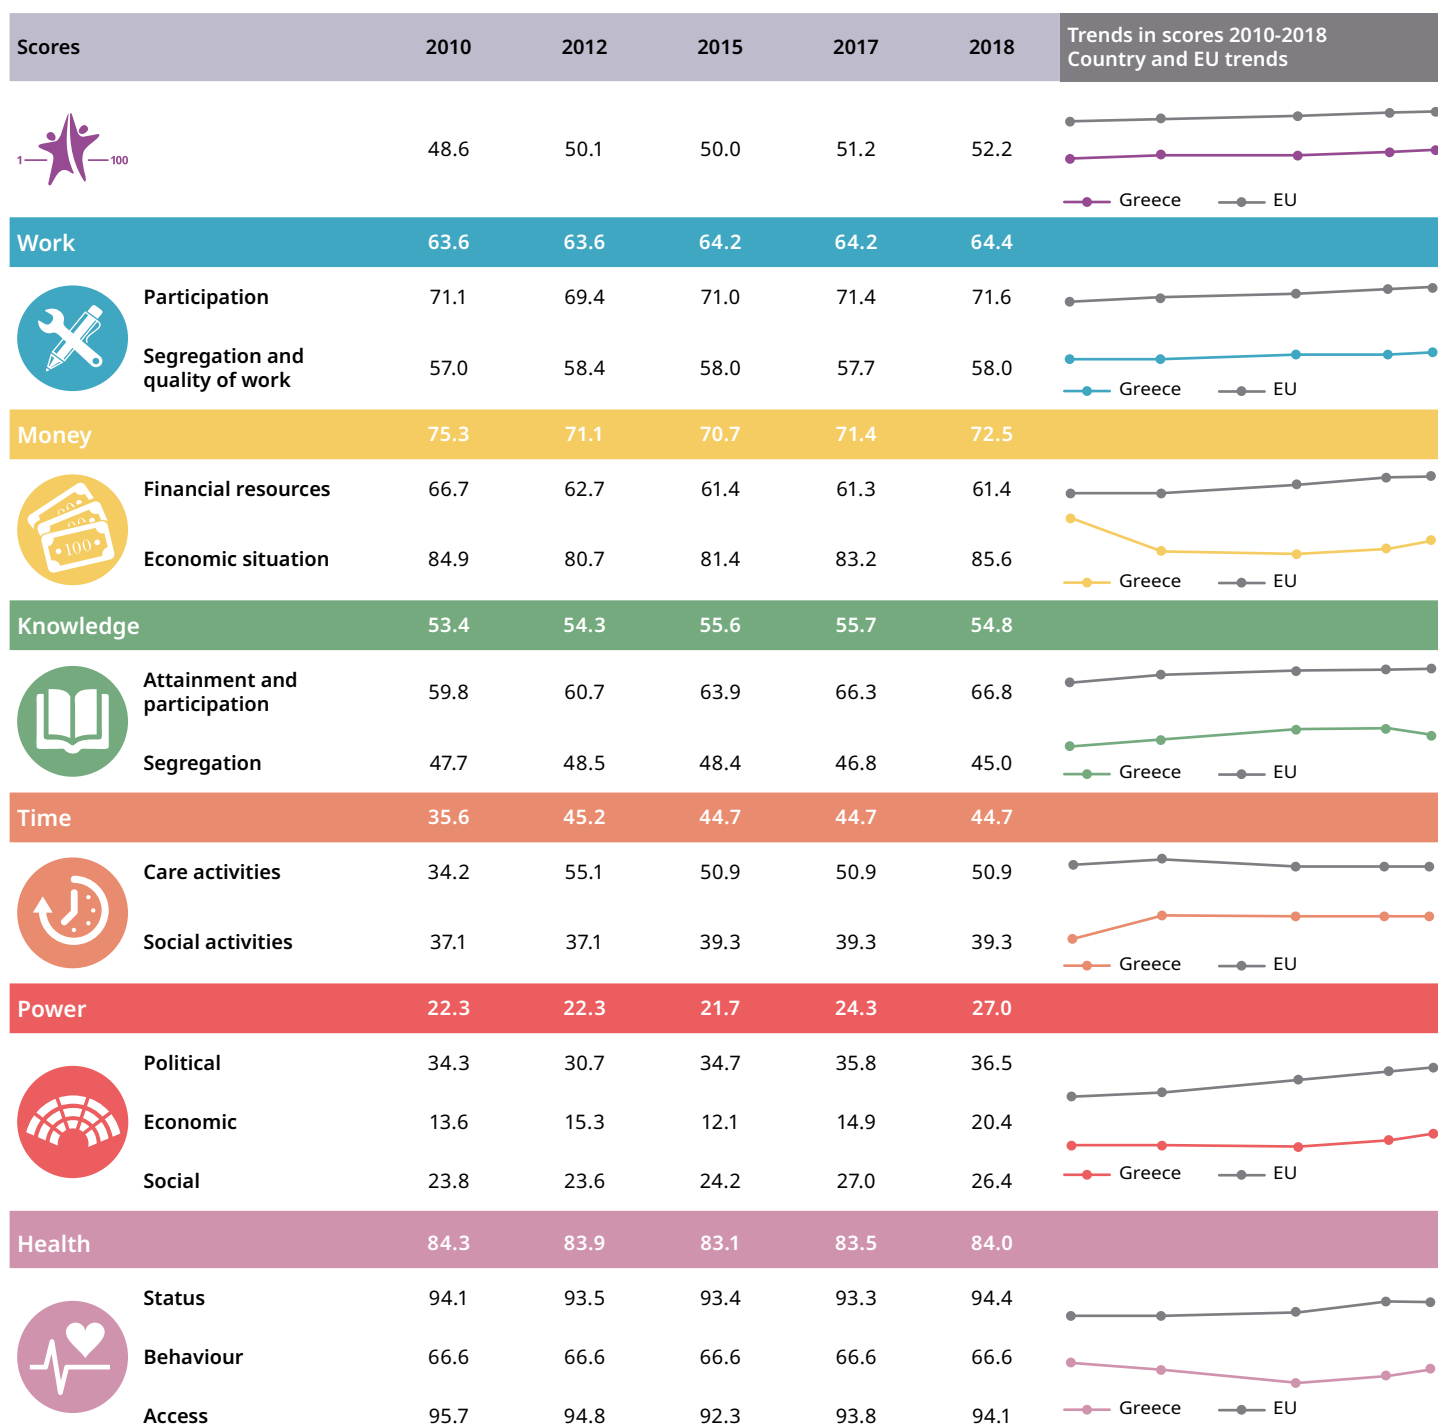 Scores 2010 2012 2015 2017 2018 Trends in scores 2010-2018
Country and EU trends
1 100 48.6 50.1 50.0 51.2 52.2
Greece EU
Work 63.6 63.6 64.2 64.2 64.4
Participation 71.1 69.4 71.0 71.4 71.6
Segregation and
quality of work 57.0 58.4 58.0 57.7 58.0
Greece EU
Money 75.3 71.1 70.7 71.4 72.5
Financial resources 66.7 62.7 61.4 61.3 61.4
100
Economic situation 84.9 80.7 81.4 83.2 85.6
Greece EU
Knowledge 53.4 54.3 55.6 55.7 54.8
Attainment and
participation 59.8 60.7 63.9 66.3 66.8
Segregation 47.7 48.5 48.4 46.8 45.0
Greece EU
Time 35.6 45.2 44.7 44.7 44.7
Care activities 34.2 55.1 50.9 50.9 50.9
Social activities 37.1 37.1 39.3 39.3 39.3
Greece EU
Power 22.3 22.3 21.7 24.3 27.0
Political 34.3 30.7 34.7 35.8 36.5
Economic 13.6 15.3 12.1 14.9 20.4
Social 23.8 23.6 24.2 27.0 26.4
Greece EU
Health 84.3 83.9 83.1 83.5 84.0
Status 94.1 93.5 93.4 93.3 94.4
Behaviour 66.6 66.6 66.6 66.6 66.6
Access 95.7 94.8 92.3 93.8 94.1
Greece EU